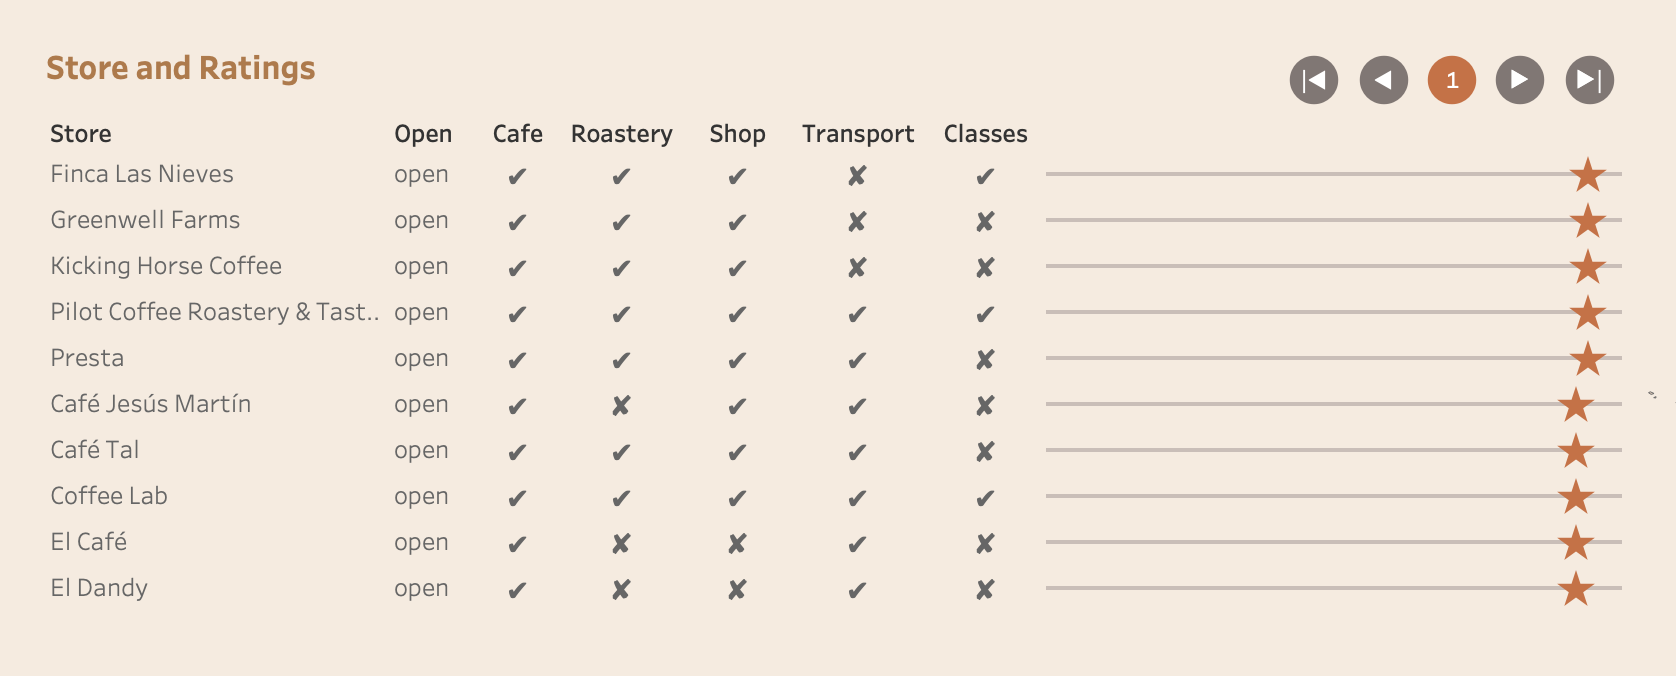 Store and Ratings
1
Store Open Cafe Roastery Shop Transport Classes
Finca Las Nieves open ✔ ✔ ✔ ✘ ✔
Greenwell Farms open ✔ ✔ ✔ ✘ ✘
Kicking Horse Coffee open ✔ ✔ ✔ ✘ ✘
Pilot Coffee Roastery & Tast.. open ✔ ✔ ✔ ✔ ✔
Presta open ✔ ✔ ✔ ✔ ✘
Café Jesús Martín open ✔ ✘ ✔ ✔ ✘
Café Tal open ✔ ✔ ✔ ✔ ✘
Coffee Lab open ✔ ✔ ✔ ✔ ✔
El Café open ✔ ✘ ✘ ✔ ✘
El Dandy open ✔ ✘ ✘ ✔ ✘